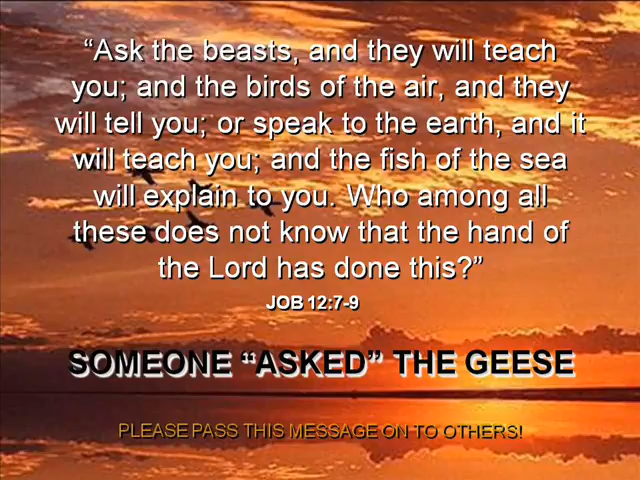 “Ask the beasts, and they will teach
you; and the birds of the air, and they
will tell you; or speak to the earth, and it
will teach you; and the fish of the sea
will explain to you. Who among all
these does not know that the hand of
the Lord has done this?”
JOB 12:7-9
SOMEONE “ASKED” THE GEESE
PLEASE PASS THIS MESSAGE ON TO OTHERS!